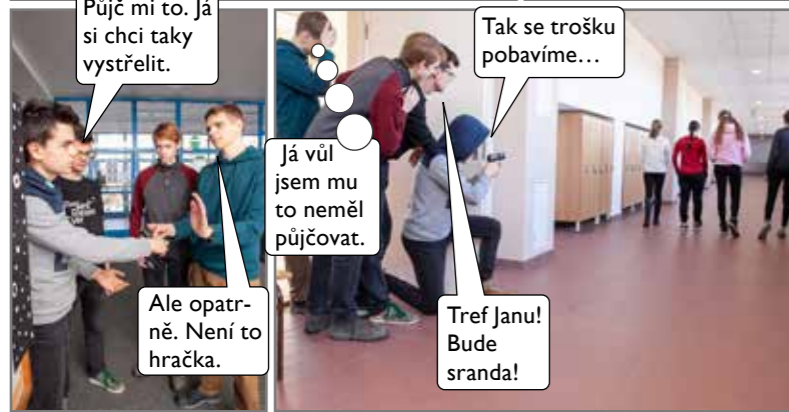 Půjč mi to. Já
si chci taky
vystřelit.
Ale opatr-
ně. Není to
hračka.
Já vůl
jsem mu
to neměl
půjčovat.
Tak se trošku
pobavíme…
Tref Janu!
Bude
sranda!